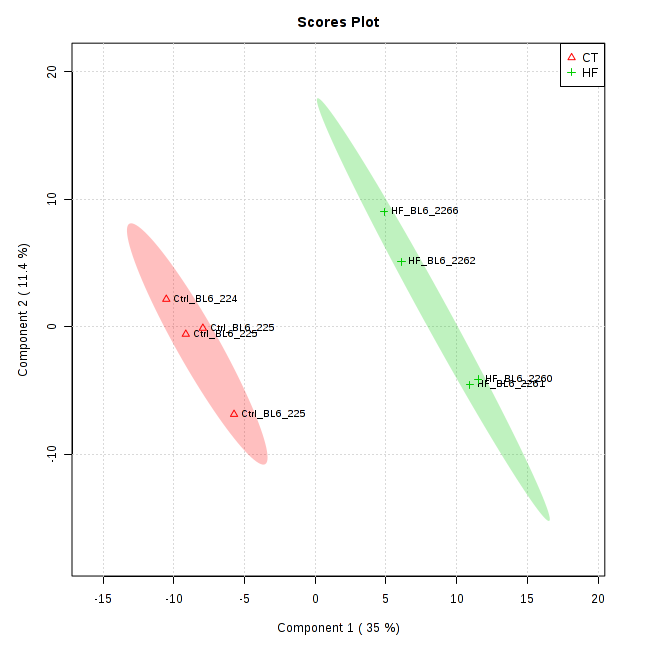 Scores Plot
CT
HF
20
10
0
-10
Component 2 ( 11.4 %)
HF_BL6_2266
HF_BL6_2262
Ctrl_BL6_224
Ctrl_BL6_225
Ctrl_BL6_225
HF_BL6_2260
HF_BL6_2261
Ctrl_BL6_225
-15 -10 -5 0 5 10 15 20
Component 1 ( 35 %)